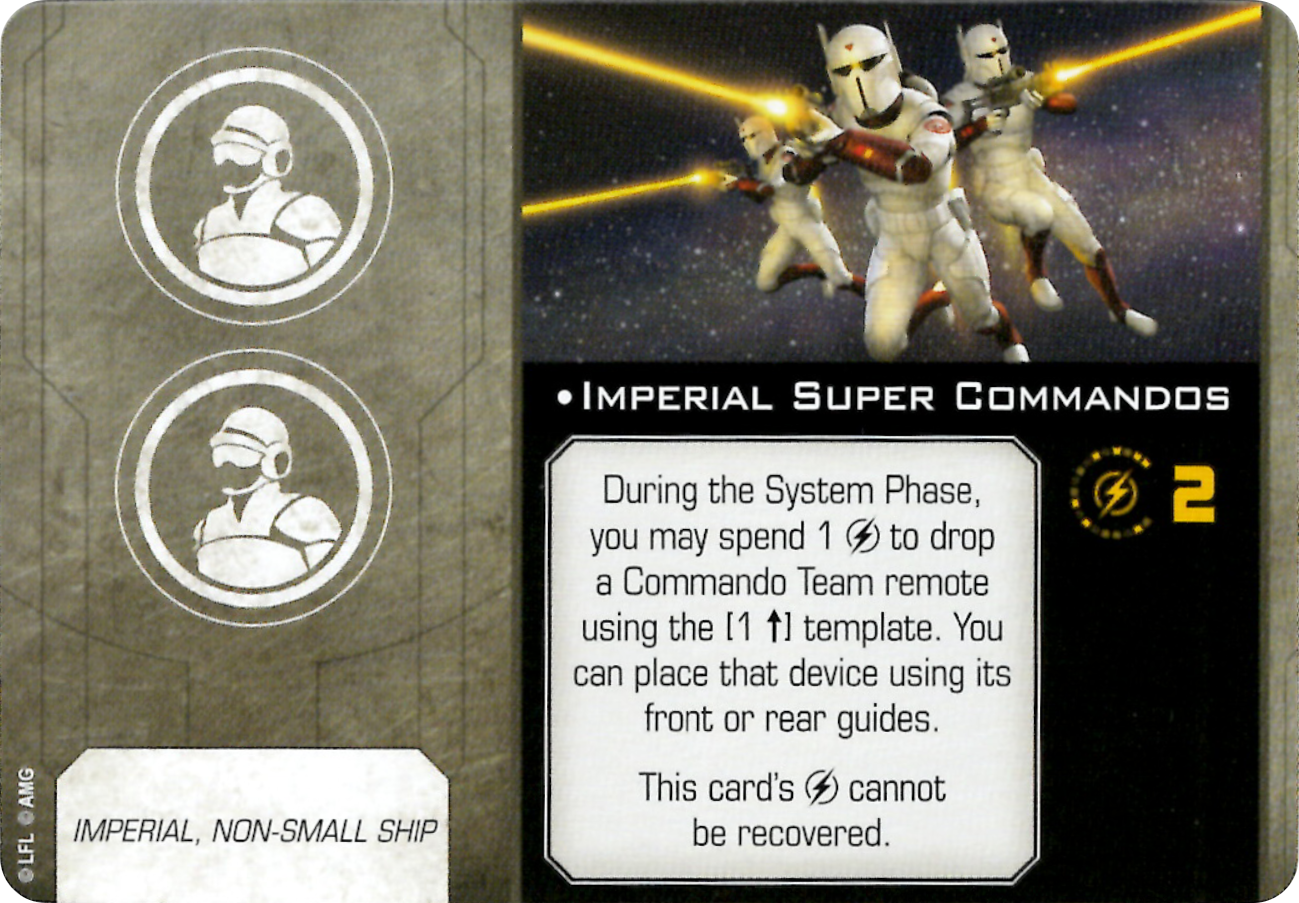 •IMPERIAL SUPER COMMANDOS
During the System Phase,
you may spend 1 to drop
a Commando Team remote
using the [1 ↑] template. You
can place that device using its
front or rear guides.
This card's cannot
be recovered.
2
IMPERIAL, NON-SMALL SHIP
© LFL © AMG